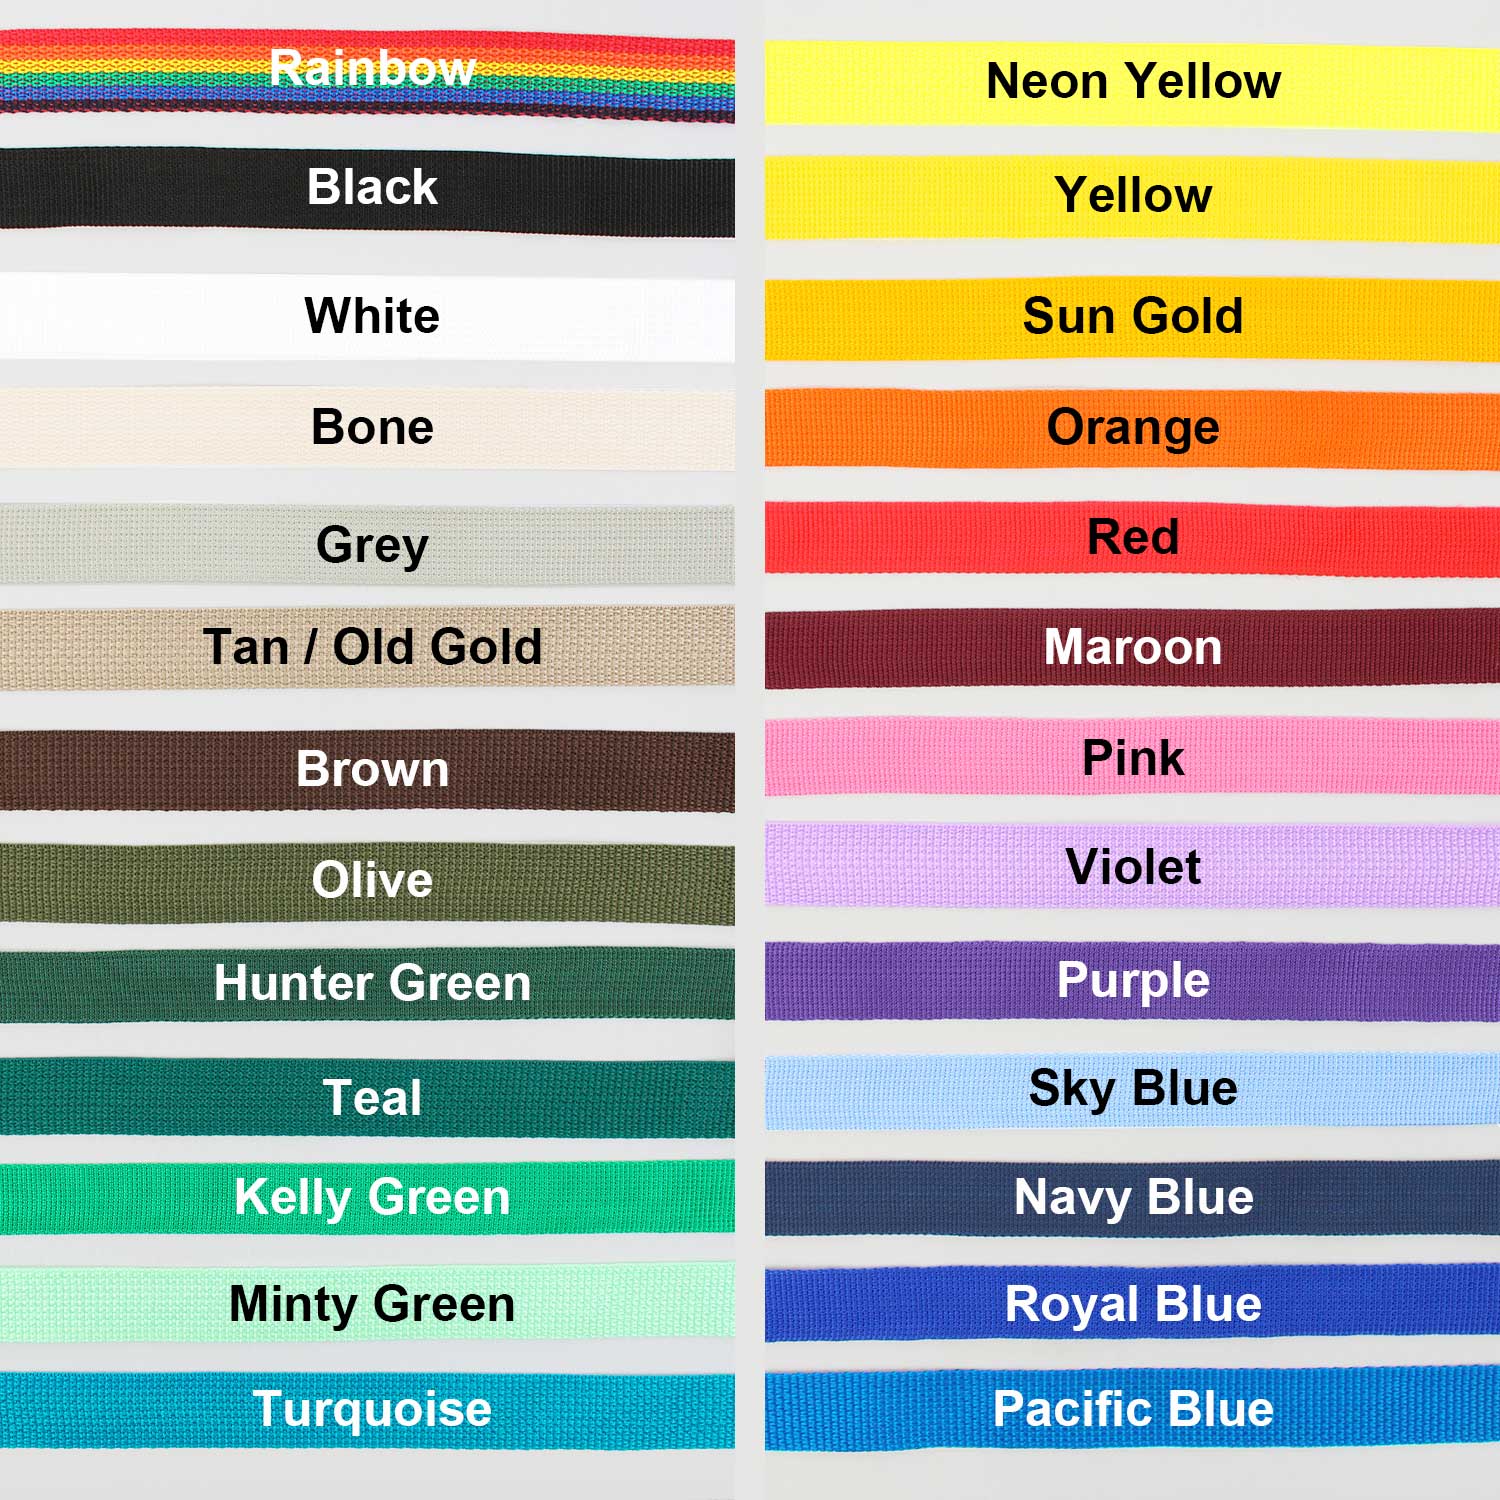 Rainbow
Black
White
Bone
Grey
Tan / Old Gold
Brown
Olive
Hunter Green
Teal
Kelly Green
Minty Green
Turquoise
Neon Yellow
Yellow
Sun Gold
Orange
Red
Maroon
Pink
Violet
Purple
Sky Blue
Navy Blue
Royal Blue
Pacific Blue